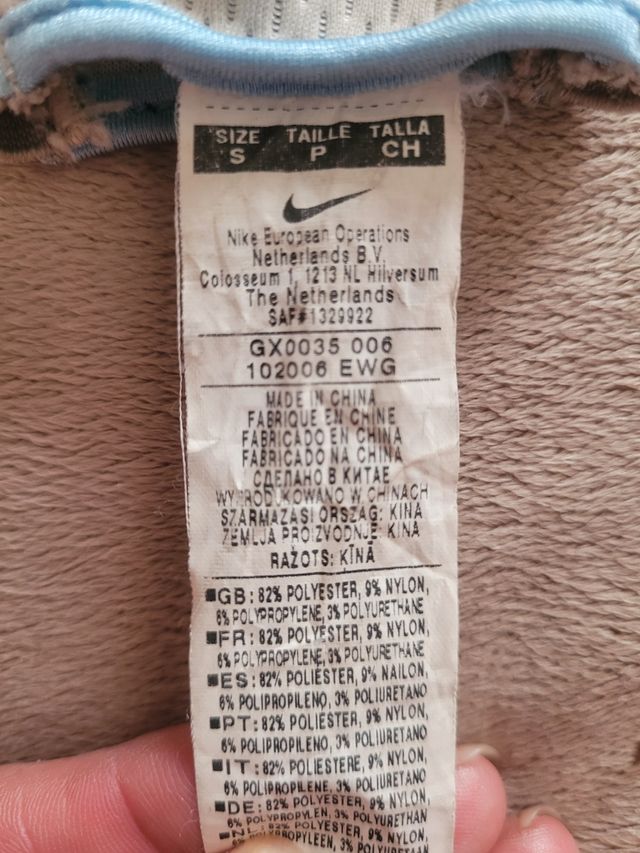 SIZE TAILLE TALLA
S P CH
Nike European Operations
Netherlands B.V.
Colosseum 1, 1213 NL Hilversum
The Netherlands
SAF#1329922
GX0035 006
102006 EWG
MADE IN CHINA
FABRIQUE EN CHINE
FABRICADO EN CHINA
FABRICADO NA CHINA
СДЕЛАНО В КИТАЕ
WYPRODUKOWANO W CHINACH
SZÁRMAZÁSI ORSZÁG: KÍNA
ZEMLJA PROIZVODNJE: KINA
RAŽOTS: ĶĪNĀ
GB: 82% POLYESTER, 9% NYLON,
6% POLYPROPYLENE, 3% POLYURETHANE
FR: 82% POLYESTER, 9% NYLON,
6% POLYPROPYLENE, 3% POLYURETHANE
ES: 82% POLIÉSTER, 9% NAILON,
6% POLIPROPILENO, 3% POLIURETANO
PT: 82% POLIÉSTER, 9% NYLON,
6% POLIPROPILENO, 3% POLIURETANO
IT: 82% POLIESTERE, 9% NYLON,
6% POLIPROPILENE, 3% POLIURETANO
DE: 82% POLYESTER, 9% NYLON,
6% POLYPROPYLEN, 3% POLYURETHAN
NL: 82% POLYESTER, 9% NYLON,